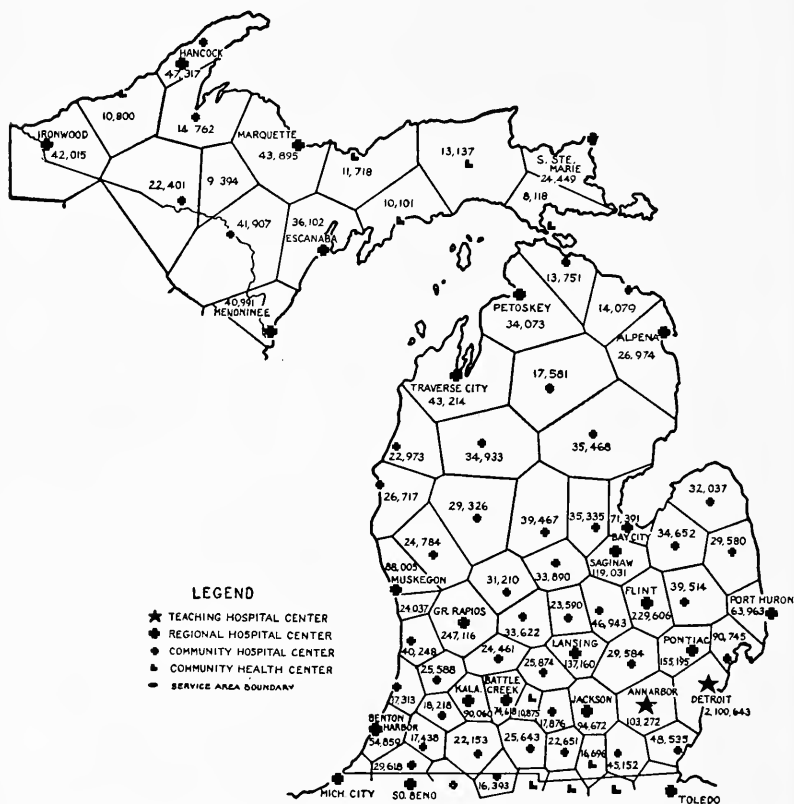 HANCOCK
47,317
10,800
14 762
IRONWOOD
42,015
MARQUETTE
43,895
11,718
13,137
S. STE.
MARIE
24,449
8,118
22,401
9 394
10,101
41,907
36,102
ESCANABA
40,991
MENONINEE
13,751
PETOSKEY
34,073
14,079
ALPENA
26,974
TRAVERSE CITY
43,214
17,581
22,973
34,933
35,468
26,717
29,326
39,467
35,335
71,391
BAY CITY
32,037
24,784
34,652
29,580
88,005
MUSKEGON
31,210
33,890
SAGINAW
119,031
39,514
PORT HURON
63,963
24,037
GR. RAPIDS
247,116
33,622
23,590
46,943
FLINT
229,606
40,248
24,461
LANSING
137,160
29,584
PONTIAC
155,195
90,745
25,588
25,874
37,313
18,218
KALA.
90,060
BATTLE
CREEK
74,618
10,875
17,876
JACKSON
94,672
ANNARBOR
103,272
DETROIT
2,100,643
BENTON
HARBOR
54,859
17,438
22,153
25,643
22,651
16,696
45,152
48,535
29,618
16,393
MICH. CITY
SO. BEND
TOLEDO
LEGEND
TEACHING HOSPITAL CENTER
REGIONAL HOSPITAL CENTER
COMMUNITY HOSPITAL CENTER
COMMUNITY HEALTH CENTER
SERVICE AREA BOUNDARY